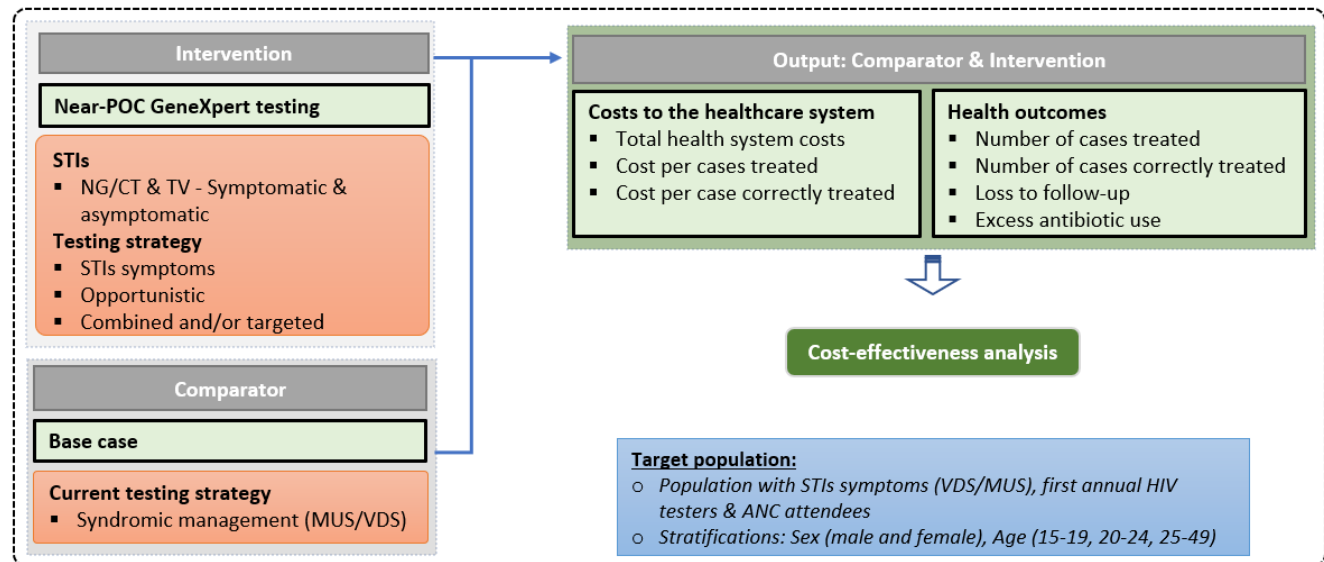 Intervention
Near-POC GeneXpert testing
STIs
▪ NG/CT & TV - Symptomatic &
asymptomatic
Testing strategy
▪ STIs symptoms
▪ Opportunistic
▪ Combined and/or targeted
Comparator
Base case
Current testing strategy
▪ Syndromic management (MUS/VDS)
Output: Comparator & Intervention
Costs to the healthcare system
▪ Total health system costs
▪ Cost per cases treated
▪ Cost per case correctly treated
Health outcomes
▪ Number of cases treated
▪ Number of cases correctly treated
▪ Loss to follow-up
▪ Excess antibiotic use
Cost-effectiveness analysis
Target population:
o Population with STIs symptoms (VDS/MUS), first annual HIV
testers & ANC attendees
o Stratifications: Sex (male and female), Age (15-19, 20-24, 25-49)